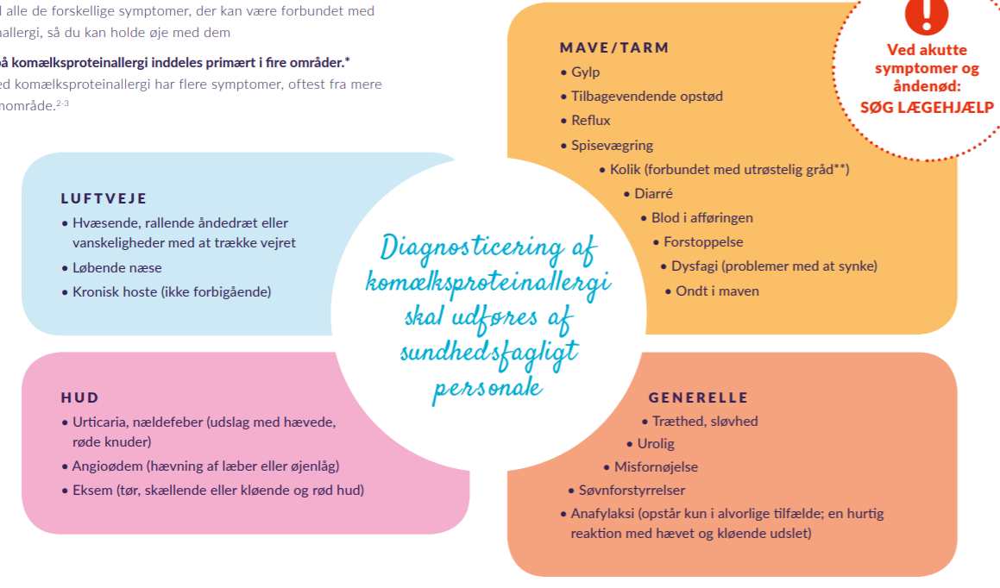 alle de forskellige symptomer, der kan være forbundet med
allergi, så du kan holde øje med dem
på komælksproteinallergi inddeles primært i fire områder.*
ed komælksproteinallergi har flere symptomer, oftest fra mere
mområde.2-3
LUFTVEJE
• Hvæsende, rallende åndedræt eller
vanskeligheder med at trække vejret
• Løbende næse
• Kronisk hoste (ikke forbigående)
HUD
• Urticaria, nældefeber (udslag med hævede,
røde knuder)
• Angioødem (hævning af læber eller øjenlåg)
• Eksem (tør, skællende eller kløende og rød hud)
Diagnosticering af
komælksproteinallergi
skal udføres af
sundhedsfagligt
personale
MAVE/TARM
• Gylp
• Tilbagevendende opstød
• Reflux
• Spisevægring
• Kolik (forbundet med utrøstelig gråd**)
• Diarré
• Blod i afføringen
• Forstoppelse
• Dysfagi (problemer med at synke)
• Ondt i maven
!
Ved akutte
symptomer og
åndenød:
SØG LÆGEHJÆLP
GENERELLE
• Træthed, sløvhed
• Urolig
• Misfornøjelse
• Søvnforstyrrelser
• Anafylaksi (opstår kun i alvorlige tilfælde; en hurtig
reaktion med hævet og kløende udslet)